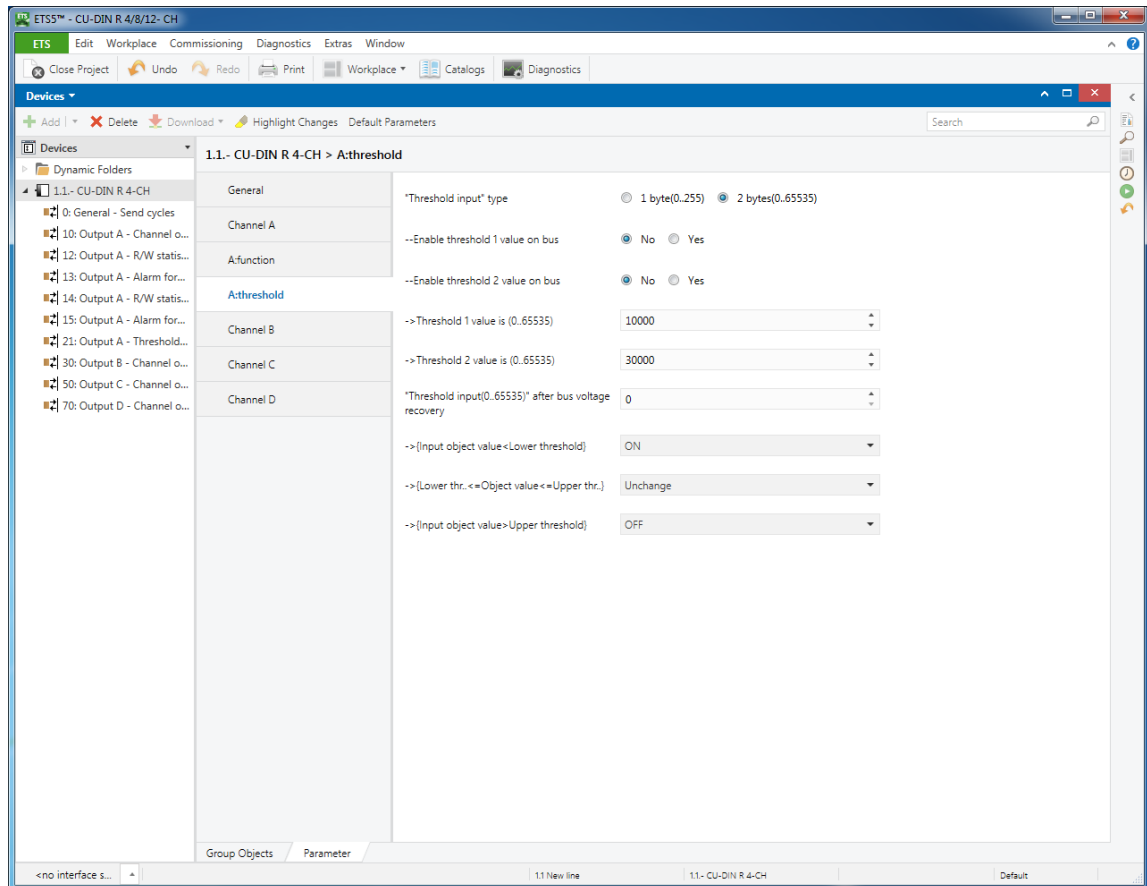 ETS5™ - CU-DIN R 4/8/12- CH
ETS Edit Workplace Commissioning Diagnostics Extras Window
Close Project Undo Redo Print Workplace Catalogs Diagnostics
Devices
Add Delete Download Highlight Changes Default Parameters Search
Devices
Dynamic Folders
1.1.- CU-DIN R 4-CH
0: General - Send cycles
10: Output A - Channel o...
12: Output A - R/W statis...
13: Output A - Alarm for...
14: Output A - R/W statis...
15: Output A - Alarm for...
21: Output A - Threshold...
30: Output B - Channel o...
50: Output C - Channel o...
70: Output D - Channel o...
1.1.- CU-DIN R 4-CH > A:threshold
General
Channel A
A:function
A:threshold
Channel B
Channel C
Channel D
"Threshold input" type 1 byte(0..255) 2 bytes(0..65535)
--Enable threshold 1 value on bus No Yes
--Enable threshold 2 value on bus No Yes
->Threshold 1 value is (0..65535) 10000
->Threshold 2 value is (0..65535) 30000
"Threshold input(0..65535)" after bus voltage
recovery 0
->{Input object value<Lower threshold} ON
->{Lower thr..<=Object value<=Upper thr..} Unchange
->{Input object value>Upper threshold} OFF
Group Objects Parameter
<no interface s... 1.1 New line 1.1.- CU-DIN R 4-CH Default